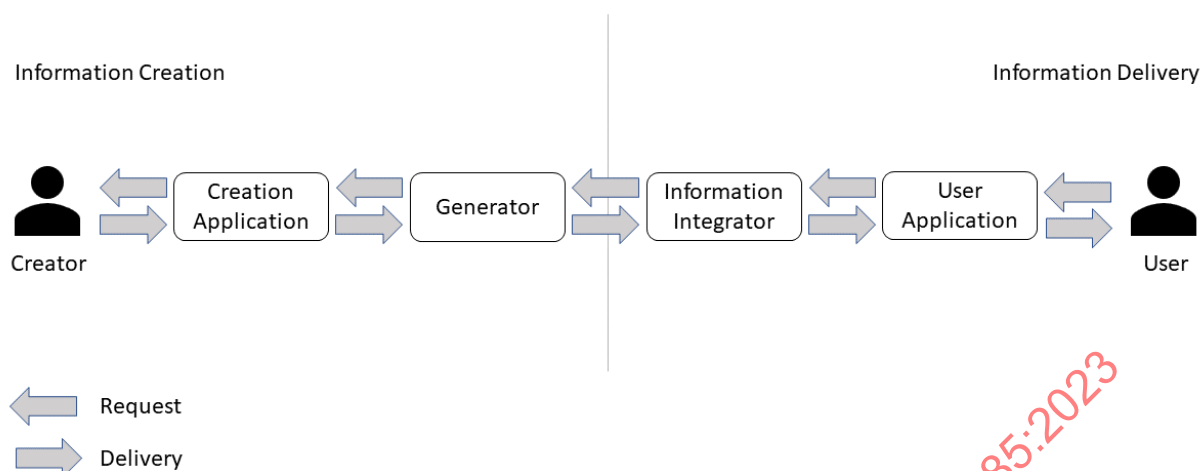 Information Creation
Information Delivery
Creation
Application
Generator
Information
Integrator
User
Application
Creator
User
Request
Delivery
85:2023